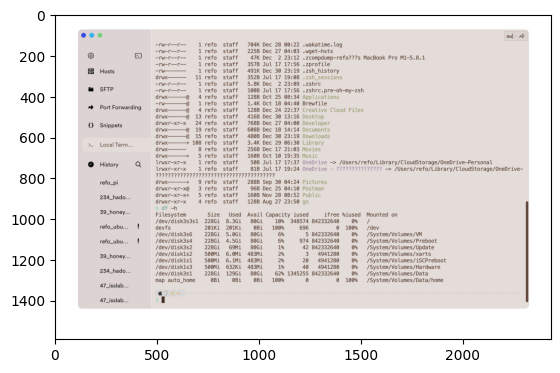 -rw-r--r-- 1 refo staff 704K Dec 28 00:22 .wakatime.log
-rw-r--r-- 1 refo staff 225B Dec 27 04:03 .wget-hsts
-rw-r--r-- 1 refo staff 47K Dec 2 23:12 .zcompdump-refo???s MacBook Pro M1-5.8.1
-rw-r--r-- 1 refo staff 357B Jul 17 17:56 .zprofile
-rw------- 1 refo staff 491K Dec 30 23:19 .zsh_history
drwx------ 11 refo staff 352B Jul 17 19:08 .zsh_sessions
-rw-r--r-- 1 refo staff 5.8K Dec 2 23:09 .zshrc
-rw-r--r-- 1 refo staff 100B Jul 17 17:56 .zshrc.pre-oh-my-zsh
drwx------@ 4 refo staff 128B Oct 25 08:34 Applications
-rw-r--r-- 1 refo staff 1.4K Oct 18 04:40 Brewfile
drwx------@ 4 refo staff 128B Dec 24 22:37 Creative Cloud Files
drwx------@ 13 refo staff 416B Dec 30 13:16 Desktop
drwxr-xr-x 24 refo staff 768B Dec 27 04:00 Developer
drwx------@ 19 refo staff 608B Dec 18 14:14 Documents
drwx------@ 15 refo staff 480B Dec 30 23:19 Downloads
drwx------+ 108 refo staff 3.4K Dec 29 06:30 Library
drwx------ 8 refo staff 256B Dec 17 21:03 Movies
drwx------+ 5 refo staff 160B Oct 10 19:35 Music
lrwxr-xr-x 1 refo staff 50B Jul 17 17:37 OneDrive -> /Users/refo/Library/CloudStorage/OneDrive-Personal
lrwxr-xr-x 1 refo staff 81B Jul 17 19:24 OneDrive - ?????????????? -> /Users/refo/Library/CloudStorage/OneDrive-
drwx------+ 9 refo staff 288B Sep 30 04:24 Pictures
drwxr-xr-x@ 3 refo staff 96B Dec 25 04:10 Postman
drwxr-xr-x+ 5 refo staff 160B Nov 28 08:52 Public
drwxr-xr-x 4 refo staff 128B Aug 27 23:50 go
df -h
Filesystem Size Used Avail Capacity iused ifree %iused Mounted on
/dev/disk3s3s1 228Gi 8.3Gi 80Gi 10% 348574 842332640 0% /
devfs 201Ki 201Ki 0Bi 100% 696 0 100% /dev
/dev/disk3s6 228Gi 5.0Gi 80Gi 6% 5 842332640 0% /System/Volumes/VM
/dev/disk3s4 228Gi 4.5Gi 80Gi 6% 974 842332640 0% /System/Volumes/Preboot
/dev/disk3s2 228Gi 69Mi 80Gi 1% 42 842332640 0% /System/Volumes/Update
/dev/disk1s2 500Mi 6.0Mi 483Mi 2% 3 4941280 0% /System/Volumes/xarts
/dev/disk1s1 500Mi 6.1Mi 483Mi 2% 20 4941280 0% /System/Volumes/iSCPreboot
/dev/disk1s3 500Mi 632Ki 483Mi 1% 40 4941280 0% /System/Volumes/Hardware
/dev/disk3s1 228Gi 129Gi 80Gi 62% 1345255 842332640 0% /System/Volumes/Data
map auto_home 0Bi 0Bi 0Bi 100% 0 0 100% /System/Volumes/Data/home
Hosts
SFTP
Port Forwarding
Snippets
Local Term...
History
refo_pi
234_hado...
39_honey...
refo_ubu... !
refo_ubu... !
39_honey...
234_hado...
47_isslab...
47_isslab...
0
200
400
600
800
1000
1200
1400
0
500
1000
1500
2000